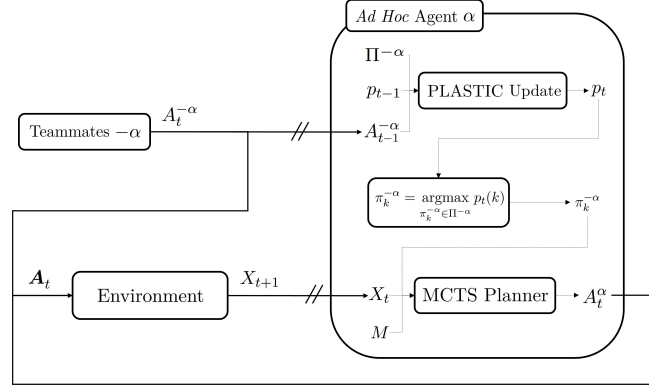 Ad Hoc Agent α
Π^{-α}
p_{t-1}
PLASTIC Update
p_t
A_t^{-α}
Teammates −α
A_{t-1}^{-α}
π_k^{-α} = argmax p_t(k)
π_k^{-α}∈Π^{-α}
π_k^{-α}
A_t
Environment
X_{t+1}
X_t
MCTS Planner
A_t^α
M